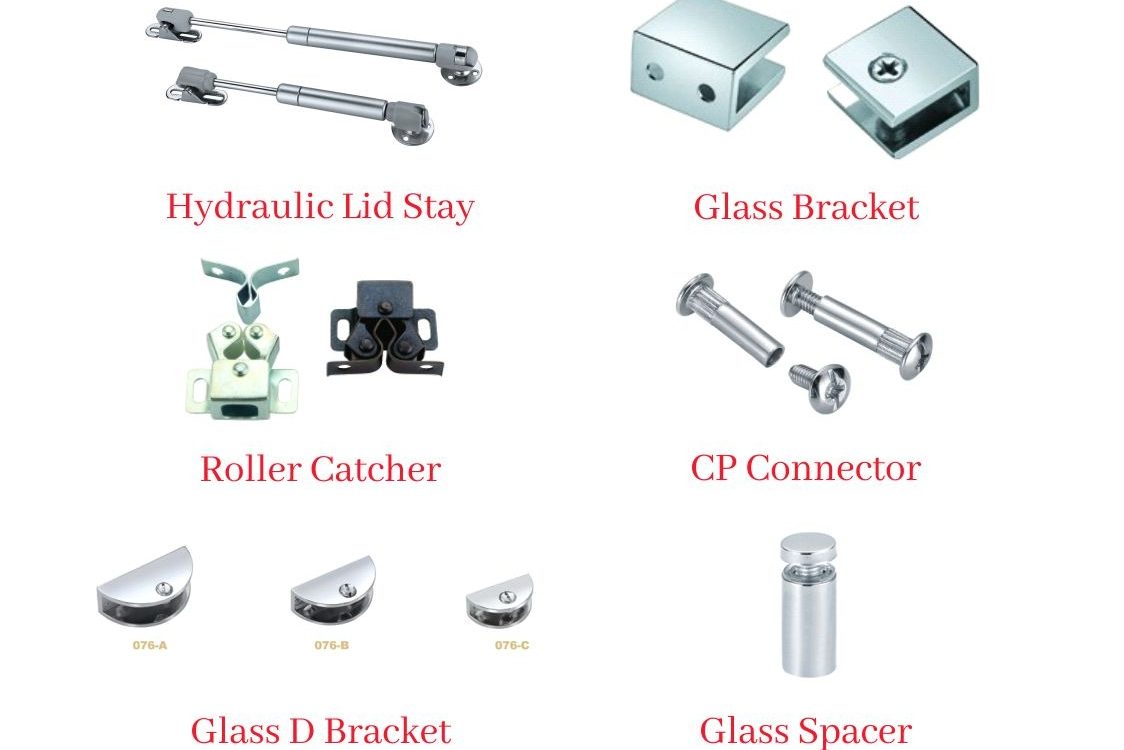 Hydraulic Lid Stay
Glass Bracket
Roller Catcher
CP Connector
076-A
076-B
076-C
Glass D Bracket
Glass Spacer